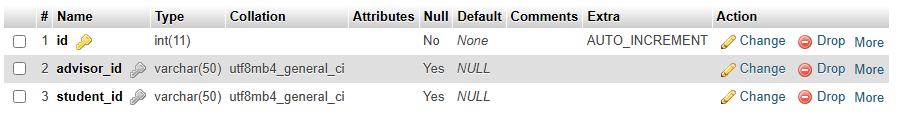 # Name Type Collation Attributes Null Default Comments Extra Action
1 id int(11) No None AUTO_INCREMENT Change Drop More
2 advisor_id varchar(50) utf8mb4_general_ci Yes NULL Change Drop More
3 student_id varchar(50) utf8mb4_general_ci Yes NULL Change Drop More